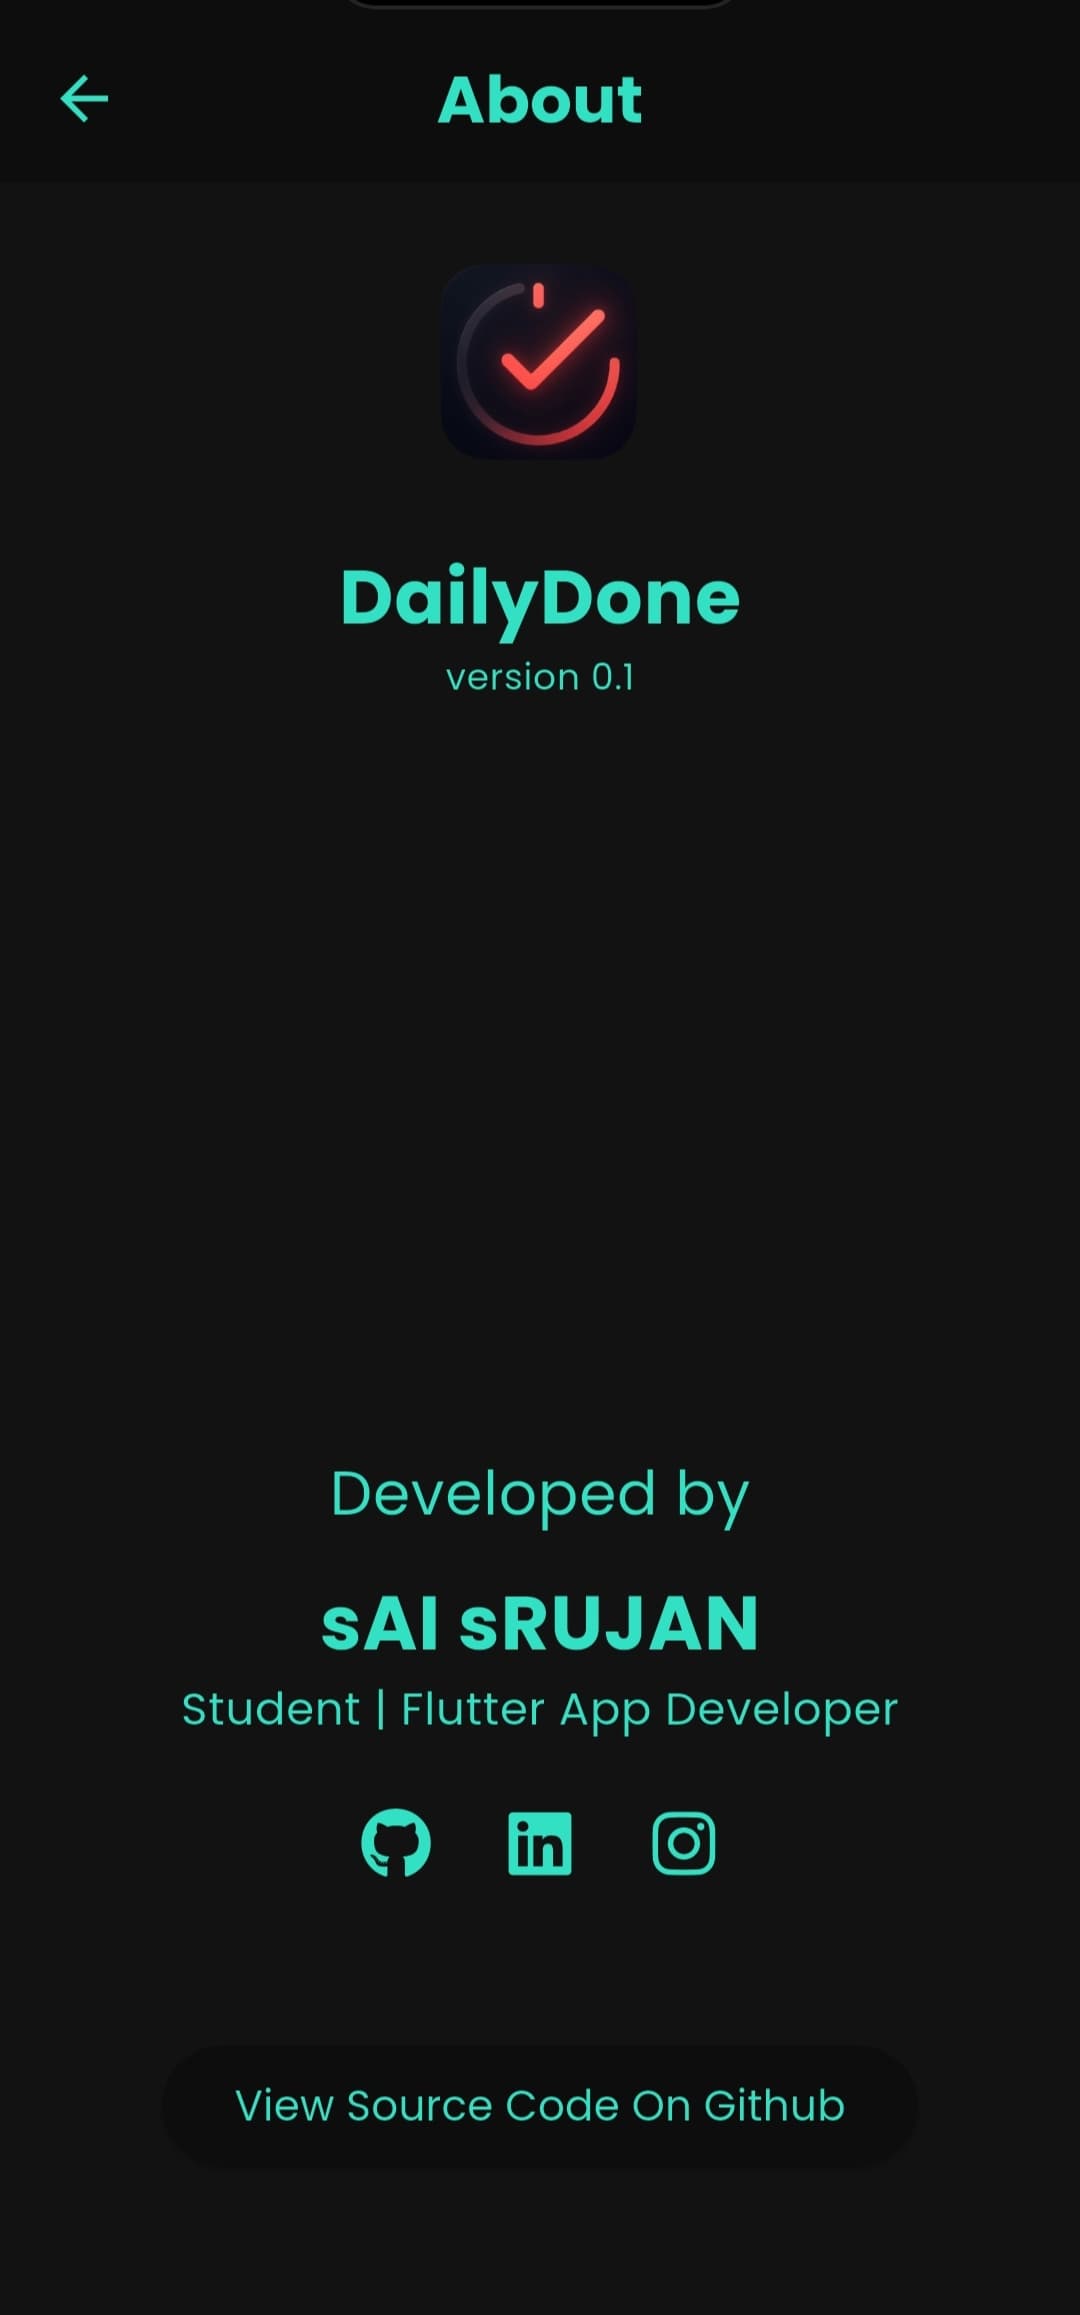 About
DailyDone
version 0.1
Developed by
sAI sRUJAN
Student | Flutter App Developer
in
View Source Code On Github